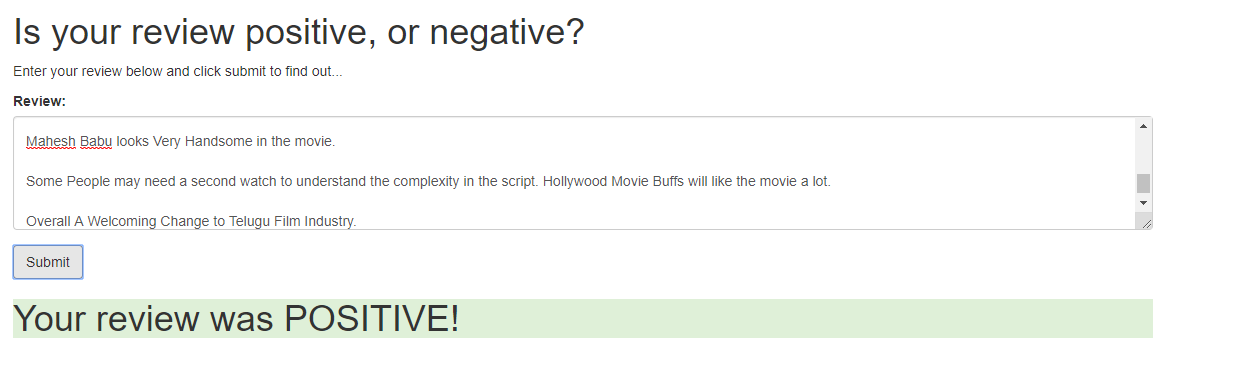 Is your review positive, or negative?
Enter your review below and click submit to find out...
Review:
Mahesh Babu looks Very Handsome in the movie.
Some People may need a second watch to understand the complexity in the script. Hollywood Movie Buffs will like the movie a lot.
Overall A Welcoming Change to Telugu Film Industry.
Submit
Your review was POSITIVE!